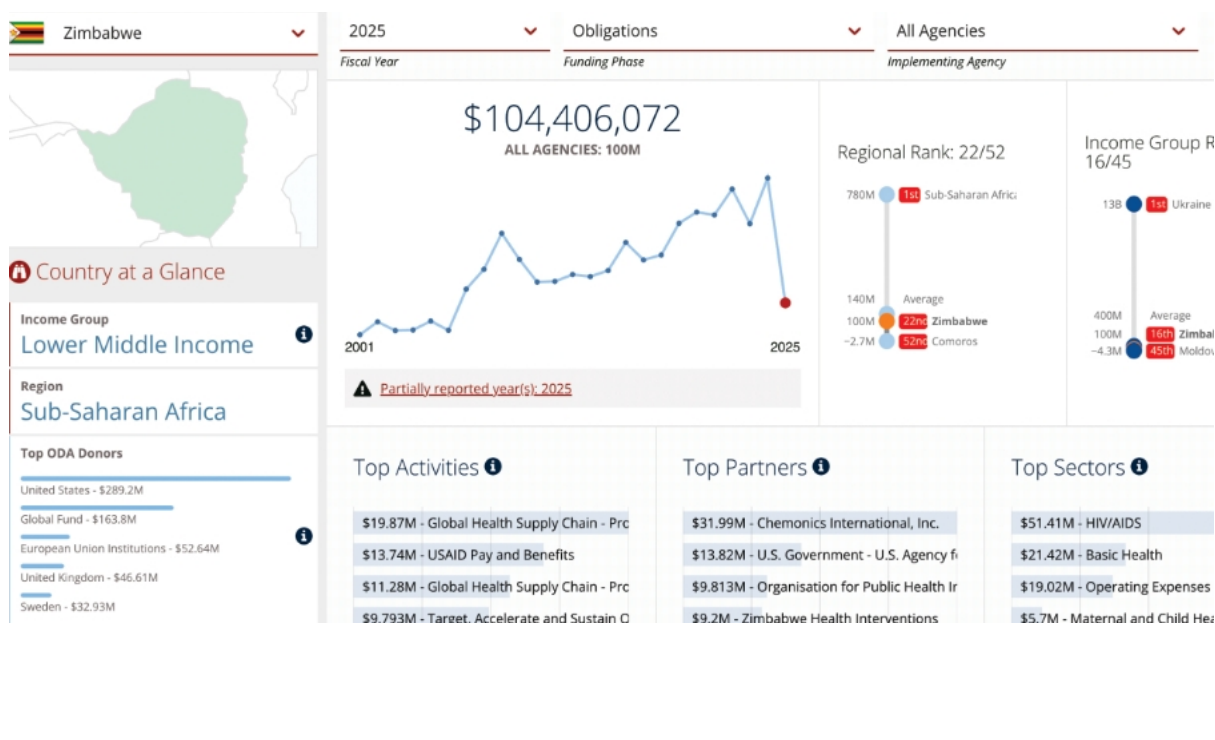 Zimbabwe
2025
Obligations
All Agencies
Fiscal Year
Funding Phase
Implementing Agency
$104,406,072
ALL AGENCIES: 100M
2001
2025
Partially reported year(s): 2025
Regional Rank: 22/52
780M 1st Sub-Saharan Africa
140M Average
100M 22nd Zimbabwe
-2.7M 52nd Comoros
Income Group R
16/45
13B 1st Ukraine
400M Average
100M 16th Zimba
-4.3M 45th Moldov
Country at a Glance
Income Group
Lower Middle Income
Region
Sub-Saharan Africa
Top ODA Donors
United States - $289.2M
Global Fund - $163.8M
European Union Institutions - $52.64M
United Kingdom - $46.61M
Sweden - $32.93M
Top Activities
$19.87M - Global Health Supply Chain - Pro
$13.74M - USAID Pay and Benefits
$11.28M - Global Health Supply Chain - Pro
$9.793M - Target, Accelerate and Sustain Q
Top Partners
$31.99M - Chemonics International, Inc.
$13.82M - U.S. Government - U.S. Agency f
$9.813M - Organisation for Public Health Ir
$9.2M - Zimbabwe Health Interventions
Top Sectors
$51.41M - HIV/AIDS
$21.42M - Basic Health
$19.02M - Operating Expenses
$5.7M - Maternal and Child Hea